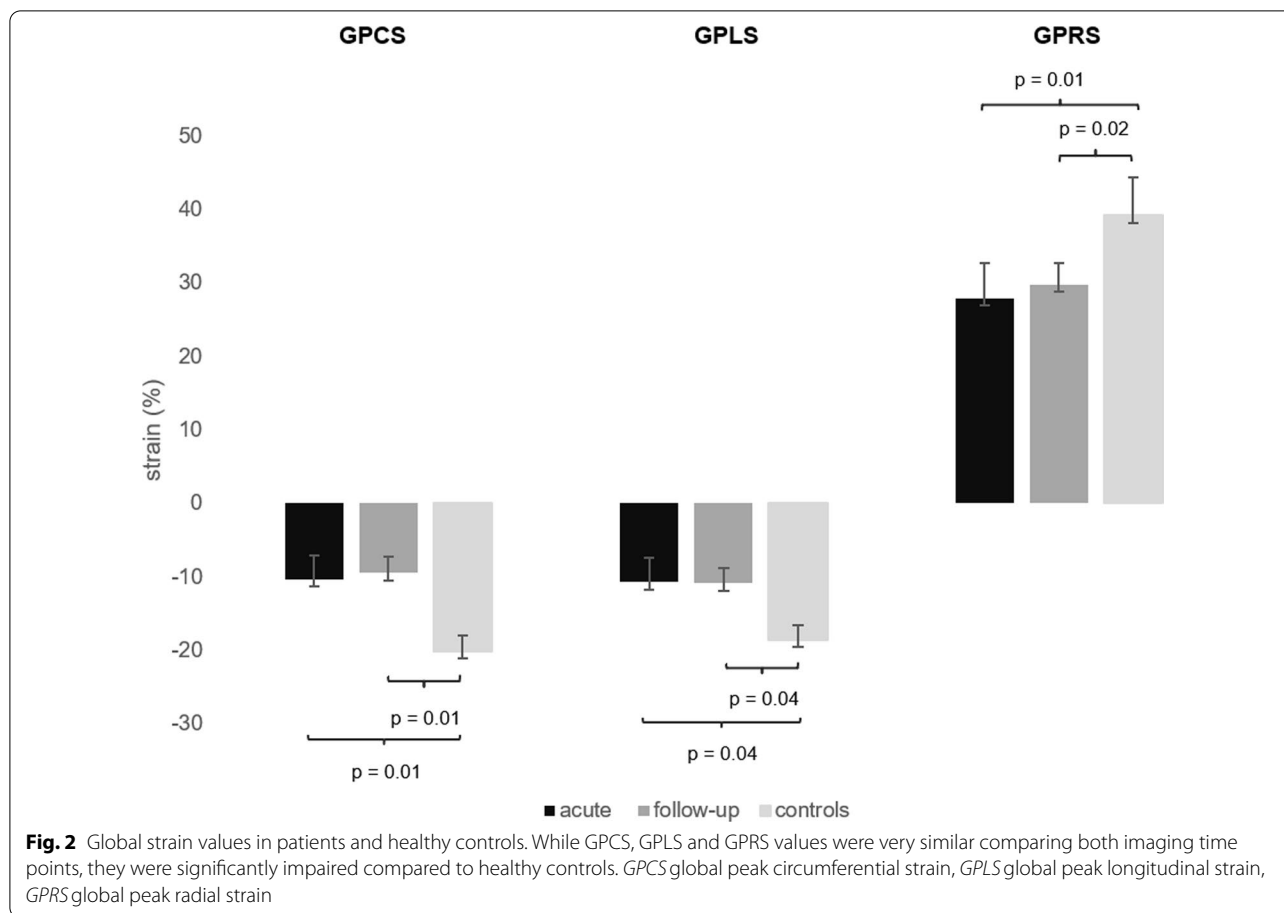 GPCS GPLS GPRS
p = 0.01
p = 0.02
50
40
30
20
10
0
-10
-20
-30
strain (%)
p = 0.01
p = 0.01
p = 0.04
p = 0.04
acute follow-up controls
Fig. 2 Global strain values in patients and healthy controls. While GPCS, GPLS and GPRS values were very similar comparing both imaging time
points, they were significantly impaired compared to healthy controls. GPCS global peak circumferential strain, GPLS global peak longitudinal strain,
GPRS global peak radial strain